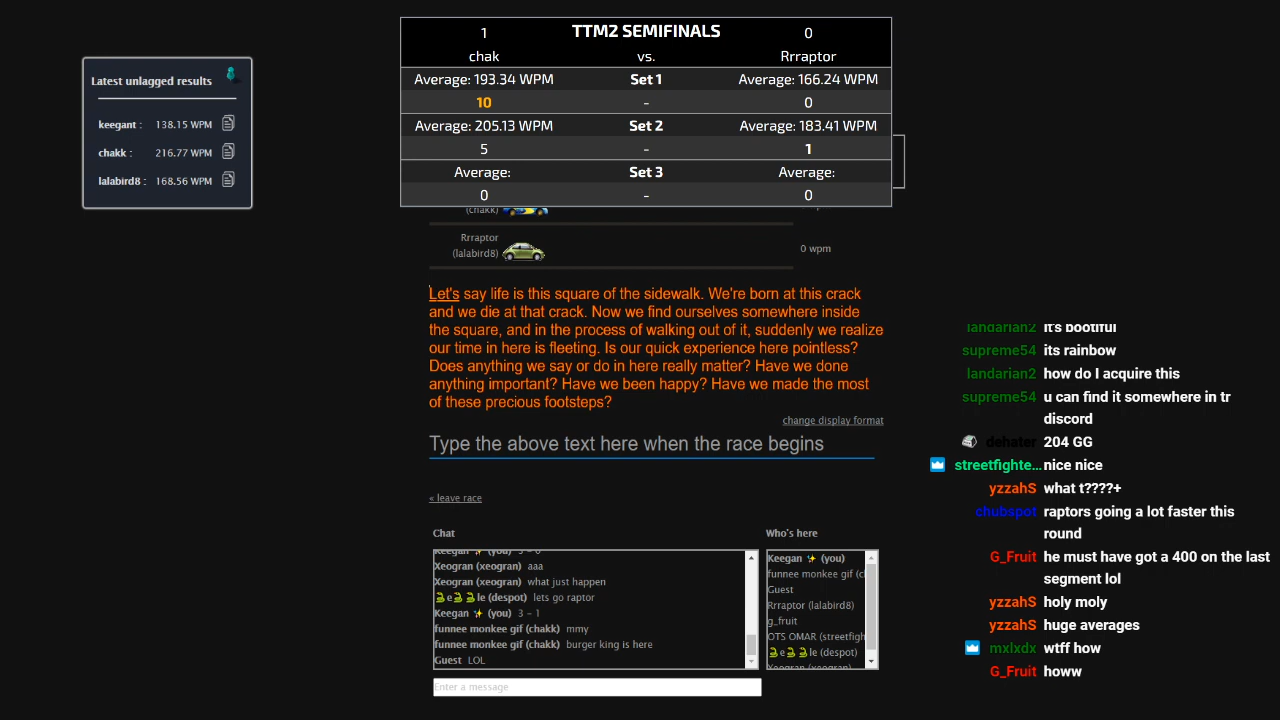 1 TTM2 SEMIFINALS 0
chak vs. Rrraptor
Average: 193.34 WPM Set 1 Average: 166.24 WPM
10 - 0
Average: 205.13 WPM Set 2 Average: 183.41 WPM
5 - 1
Average: Set 3 Average:
0 - 0
Latest unlagged results
keegant : 138.15 WPM
chakk : 216.77 WPM
lalabird8 : 168.56 WPM
(chakk)
Rrraptor
(lalabird8)
0 wpm
Let's say life is this square of the sidewalk. We're born at this crack
and we die at that crack. Now we find ourselves somewhere inside
the square, and in the process of walking out of it, suddenly we realize
our time in here is fleeting. Is our quick experience here pointless?
Does anything we say or do in here really matter? Have we done
anything important? Have we been happy? Have we made the most
of these precious footsteps?
change display format
Type the above text here when the race begins
« leave race
Chat
Keegan ✨ (you) 3 - 0
Xeogran (xeogran) aaa
Xeogran (xeogran) what just happen
🐍e🐍🐍le (despot) lets go raptor
Keegan ✨ (you) 3 - 1
funnee monkee gif (chakk) mmy
funnee monkee gif (chakk) burger king is here
Guest LOL
Enter a message
Who's here
Keegan ✨ (you)
funnee monkee gif (cl
Guest
Rrraptor (lalabird8)
g_fruit
OTS OMAR (streetfigh
🐍e🐍🐍le (despot)
Xeogran (xeogran)
landarian2 it's bootiful
supreme54 its rainbow
landarian2 how do I acquire this
supreme54 u can find it somewhere in tr
discord
dehater 204 GG
streetfighte... nice nice
yzzahS what t????+
chubspot raptors going a lot faster this
round
G_Fruit he must have got a 400 on the last
segment lol
yzzahS holy moly
yzzahS huge averages
mxlxdx wtff how
G_Fruit howw